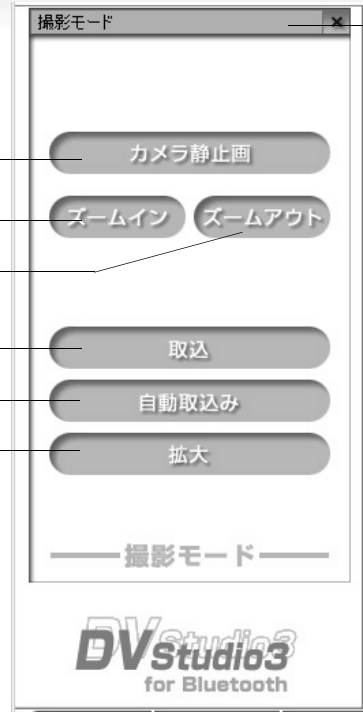 撮影モード ×
カメラ静止画
ズームイン ズームアウト
取込
自動取込み
拡大
撮影モード
DVStudio3
for Bluetooth